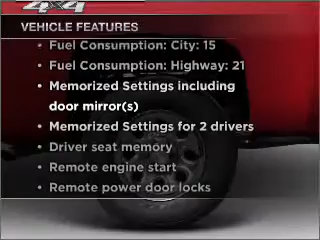 4x4
VEHICLE FEATURES
• Fuel Consumption: City: 15
• Fuel Consumption: Highway: 21
• Memorized Settings including
door mirror(s)
• Memorized Settings for 2 drivers
• Driver seat memory
• Remote engine start
• Remote power door locks